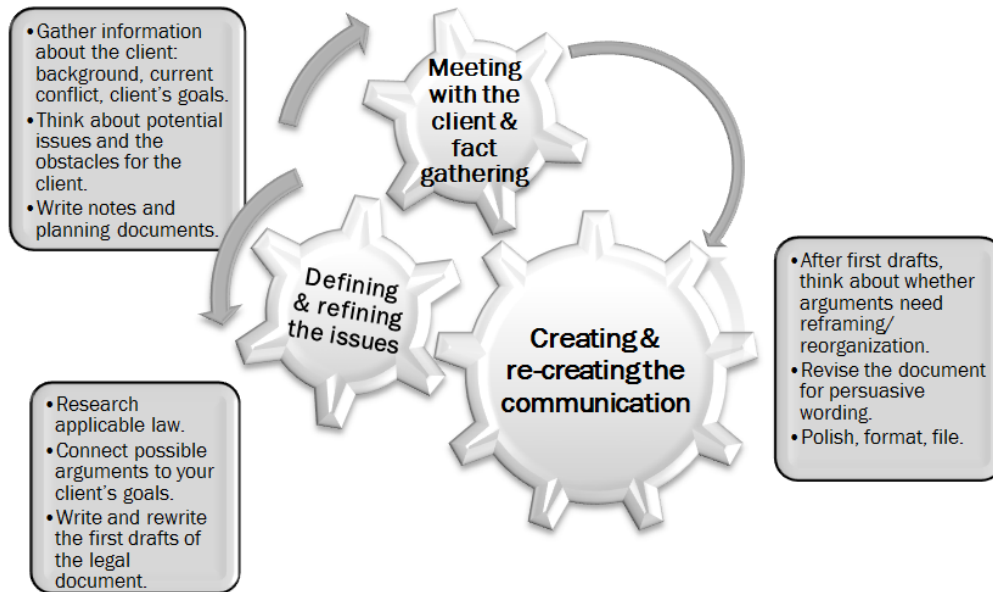 •Gather information
about the client:
background, current
conflict, client's goals.
•Think about potential
issues and the
obstacles for the
client.
•Write notes and
planning documents.
Meeting
with the
client &
fact
gathering
Defining
& refining
the issues
•Research
applicable law.
•Connect possible
arguments to your
client's goals.
•Write and rewrite
the first drafts of
the legal
document.
Creating &
re-creating the
communication
•After first drafts,
think about whether
arguments need
reframing/
reorganization.
•Revise the document
for persuasive
wording.
•Polish, format, file.